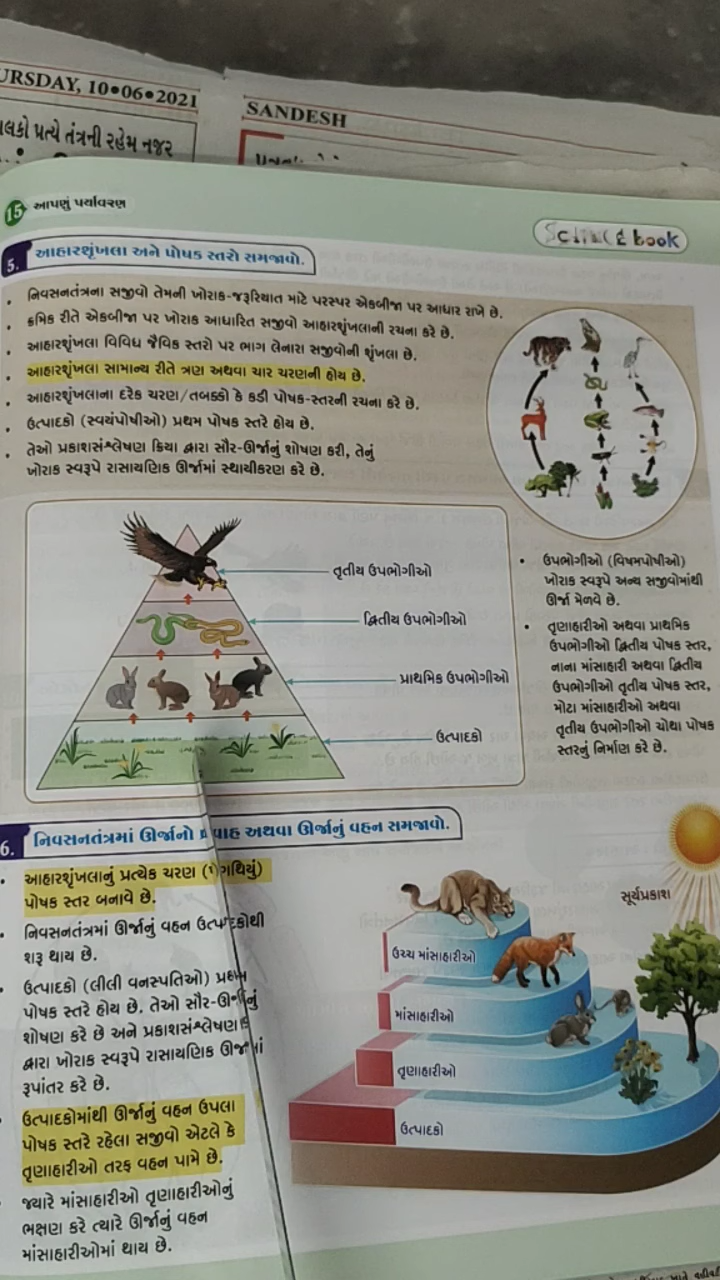 URSDAY, 10•06•2021
SANDESH
પ્રત્યે તંત્રની રહેમ નજર
15 આપણું પર્યાવરણ
SCIENCE book
5. આહારશૃંખલા અને પોષક સ્તરો સમજાવો.
• નિવસનતંત્રના સજીવો તેમની ખોરાક-જરૂરિયાત માટે પરસ્પર એકબીજા પર આધાર રાખે છે.
• ક્રમિક રીતે એકબીજા પર ખોરાક આધારિત સજીવો આહારશૃંખલાની રચના કરે છે.
• આહારશૃંખલા વિવિધ જૈવિક સ્તરો પર ભાગ લેનારા સજીવોની શૃંખલા છે.
• આહારશૃંખલા સામાન્ય રીતે ત્રણ અથવા ચાર ચરણની હોય છે.
• આહારશૃંખલાના દરેક ચરણ/તબક્કો કે કડી પોષક-સ્તરની રચના કરે છે.
• ઉત્પાદકો (સ્વયંપોષીઓ) પ્રથમ પોષક સ્તરે હોય છે.
• તેઓ પ્રકાશસંશ્લેષણ ક્રિયા દ્વારા સૌર-ઊર્જાનું શોષણ કરી, તેનું
ખોરાક સ્વરૂપે રાસાયણિક ઊર્જામાં સ્થાયીકરણ કરે છે.
તૃતીય ઉપભોગીઓ
દ્વિતીય ઉપભોગીઓ
પ્રાથમિક ઉપભોગીઓ
ઉત્પાદકો
• ઉપભોગીઓ (વિષમપોષીઓ)
ખોરાક સ્વરૂપે અન્ય સજીવોમાંથી
ઊર્જા મેળવે છે.
• તૃણાહારીઓ અથવા પ્રાથમિક
ઉપભોગીઓ દ્વિતીય પોષક સ્તર,
નાના માંસાહારી અથવા દ્વિતીય
ઉપભોગીઓ તૃતીય પોષક સ્તર,
મોટા માંસાહારીઓ અથવા
તૃતીય ઉપભોગીઓ ચોથા પોષક
સ્તરનું નિર્માણ કરે છે.
6. નિવસનતંત્રમાં ઊર્જાનો પ્રવાહ અથવા ઊર્જાનું વહન સમજાવો.
• આહારશૃંખલાનું પ્રત્યેક ચરણ (પગથિયું)
પોષક સ્તર બનાવે છે.
• નિવસનતંત્રમાં ઊર્જાનું વહન ઉત્પાદકોથી
શરૂ થાય છે.
• ઉત્પાદકો (લીલી વનસ્પતિઓ) પ્રથમ
પોષક સ્તરે હોય છે. તેઓ સૌર-ઊર્જાનું
શોષણ કરે છે અને પ્રકાશસંશ્લેષણ
દ્વારા ખોરાક સ્વરૂપે રાસાયણિક ઊર્જામાં
રૂપાંતર કરે છે.
• ઉત્પાદકોમાંથી ઊર્જાનું વહન ઉપલા
પોષક સ્તરે રહેલા સજીવો એટલે કે
તૃણાહારીઓ તરફ વહન પામે છે.
• જ્યારે માંસાહારીઓ તૃણાહારીઓનું
ભક્ષણ કરે ત્યારે ઊર્જાનું વહન
માંસાહારીઓમાં થાય છે.
સૂર્યપ્રકાશ
ઉચ્ચ માંસાહારીઓ
માંસાહારીઓ
તૃણાહારીઓ
ઉત્પાદકો